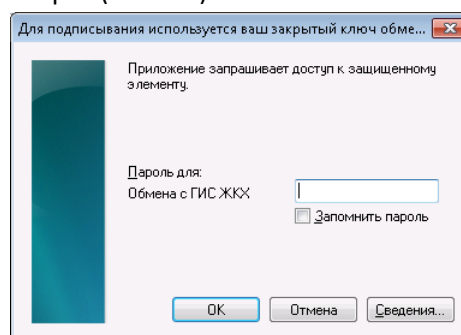 Для подписывания используется ваш закрытый ключ обме...
Приложение запрашивает доступ к защищенному
элементу.
Пароль для:
Обмена с ГИС ЖКХ
Запомнить пароль
ОК
Отмена
Сведения...